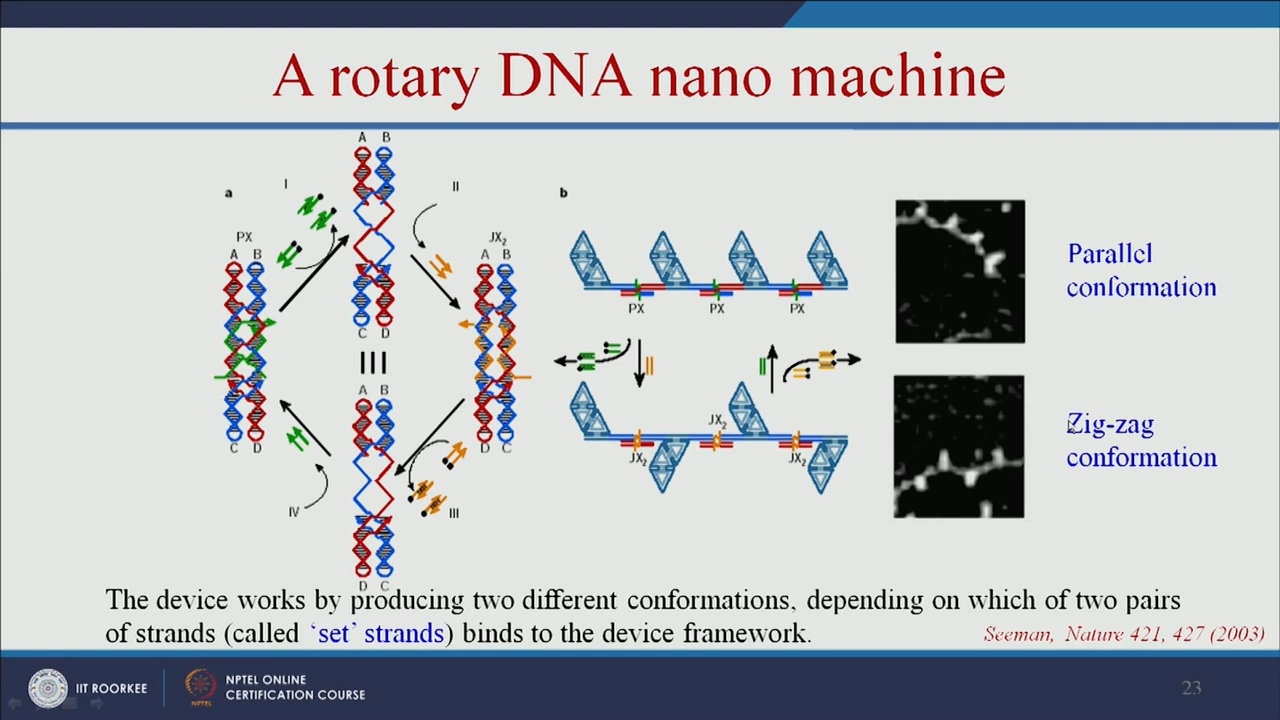 A rotary DNA nano machine
A B
a
I
II
b
PX
JX2
A B
A B
C D
PX
PX
PX
Parallel
conformation
A B
C D
D C
JX2
JX2
JX2
Zig-zag
conformation
IV
III
D C
The device works by producing two different conformations, depending on which of two pairs
of strands (called ‘set’ strands) binds to the device framework.
Seeman, Nature 421, 427 (2003)
IIT ROORKEE
NPTEL
NPTEL ONLINE
CERTIFICATION COURSE
23